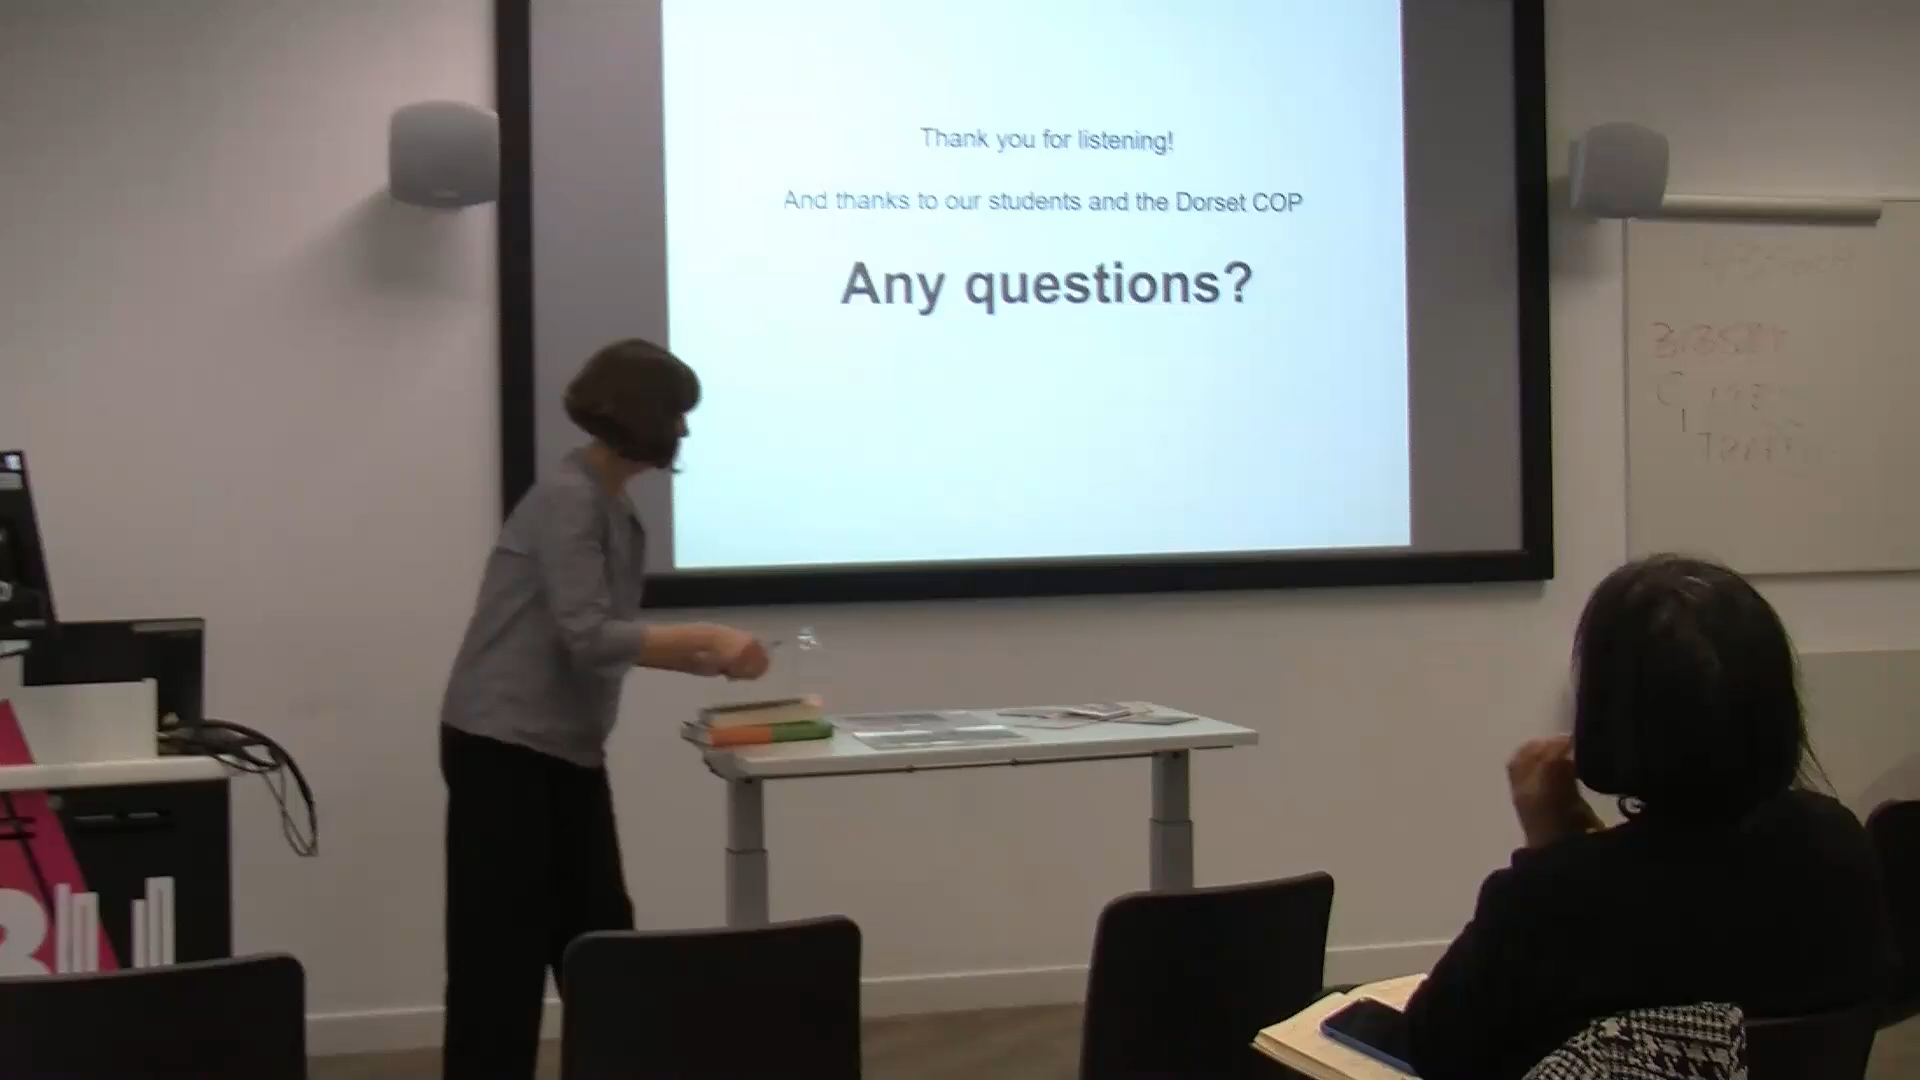 Thank you for listening!
And thanks to our students and the Dorset COP
Any questions?